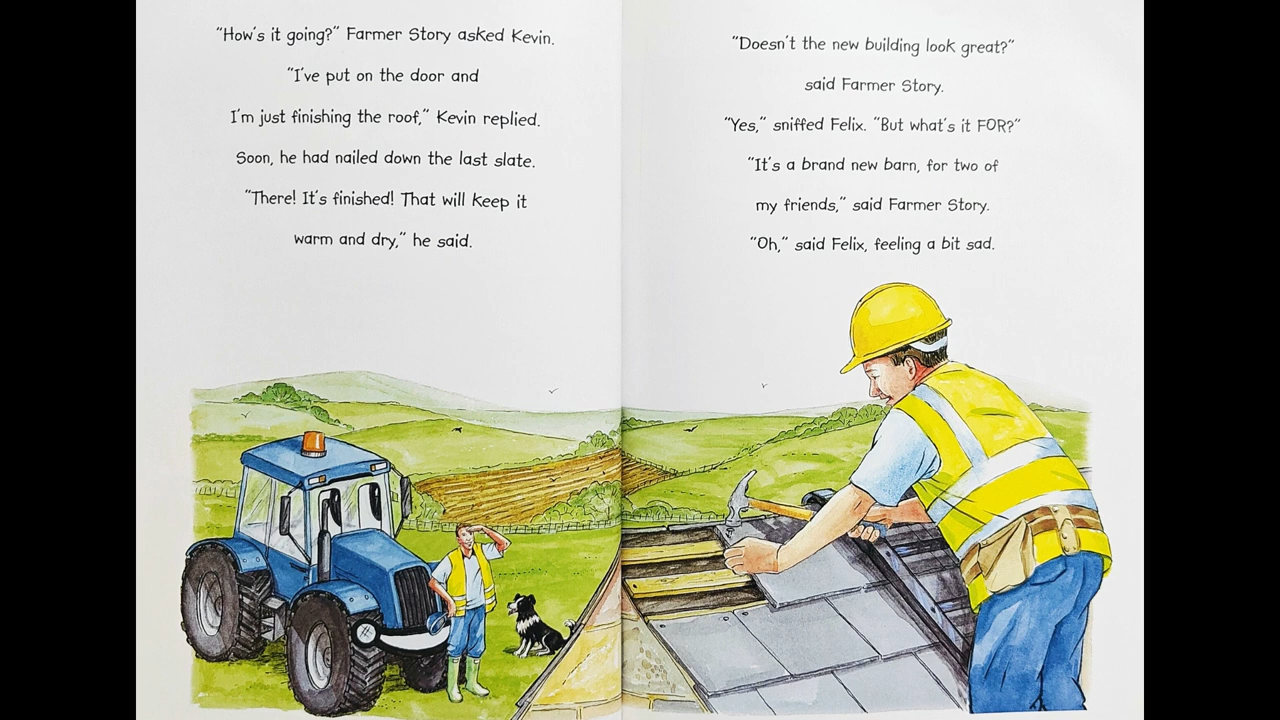 "How's it going?" Farmer Story asked Kevin.
"I've put on the door and
I'm just finishing the roof," Kevin replied.
Soon, he had nailed down the last slate.
"There! It's finished! That will keep it
warm and dry," he said.
"Doesn't the new building look great?"
said Farmer Story.
"Yes," sniffed Felix. "But what's it FOR?"
"It's a brand new barn, for two of
my friends," said Farmer Story.
"Oh," said Felix, feeling a bit sad.